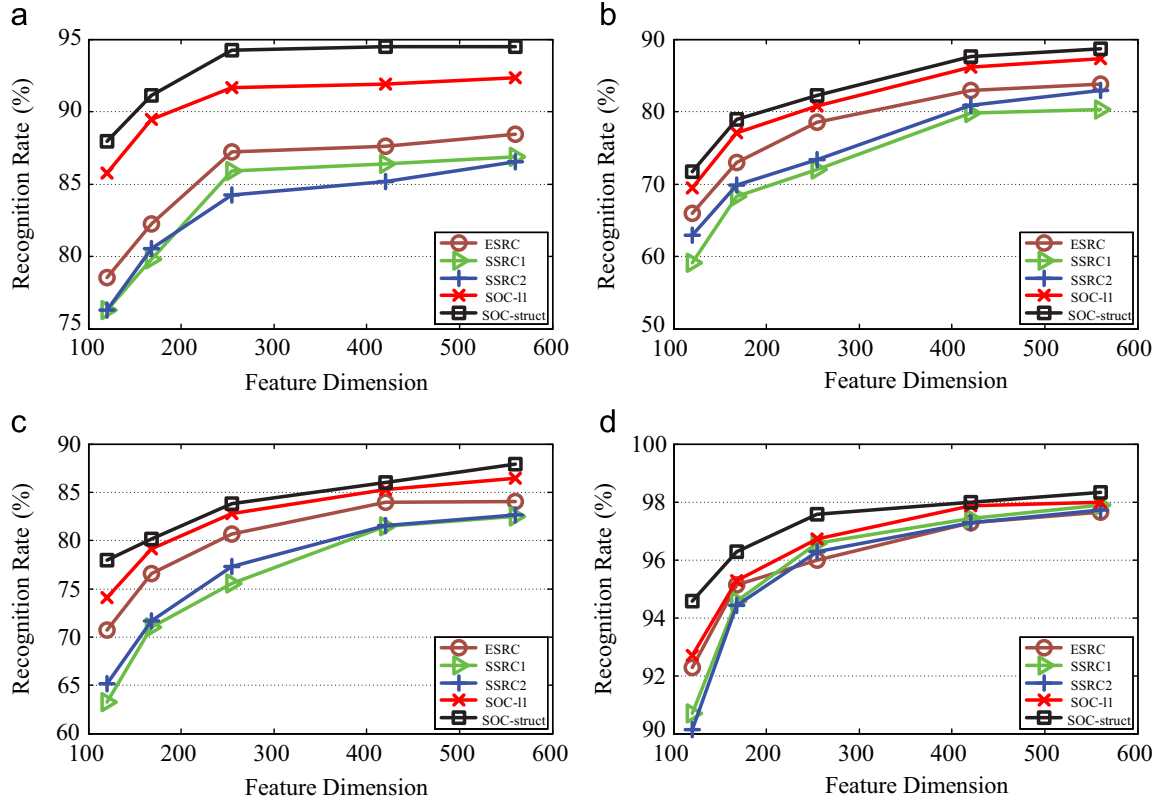 a
Recognition Rate (%)
95
90
85
80
75
100 200 300 400 500 600
Feature Dimension
ESRC
SSRC1
SSRC2
SOC-l1
SOC-struct
b
Recognition Rate (%)
90
80
70
60
50
100 200 300 400 500 600
Feature Dimension
ESRC
SSRC1
SSRC2
SOC-l1
SOC-struct
c
Recognition Rate (%)
90
85
80
75
70
65
60
100 200 300 400 500 600
Feature Dimension
ESRC
SSRC1
SSRC2
SOC-l1
SOC-struct
d
Recognition Rate (%)
100
98
96
94
92
90
100 200 300 400 500 600
Feature Dimension
ESRC
SSRC1
SSRC2
SOC-l1
SOC-struct